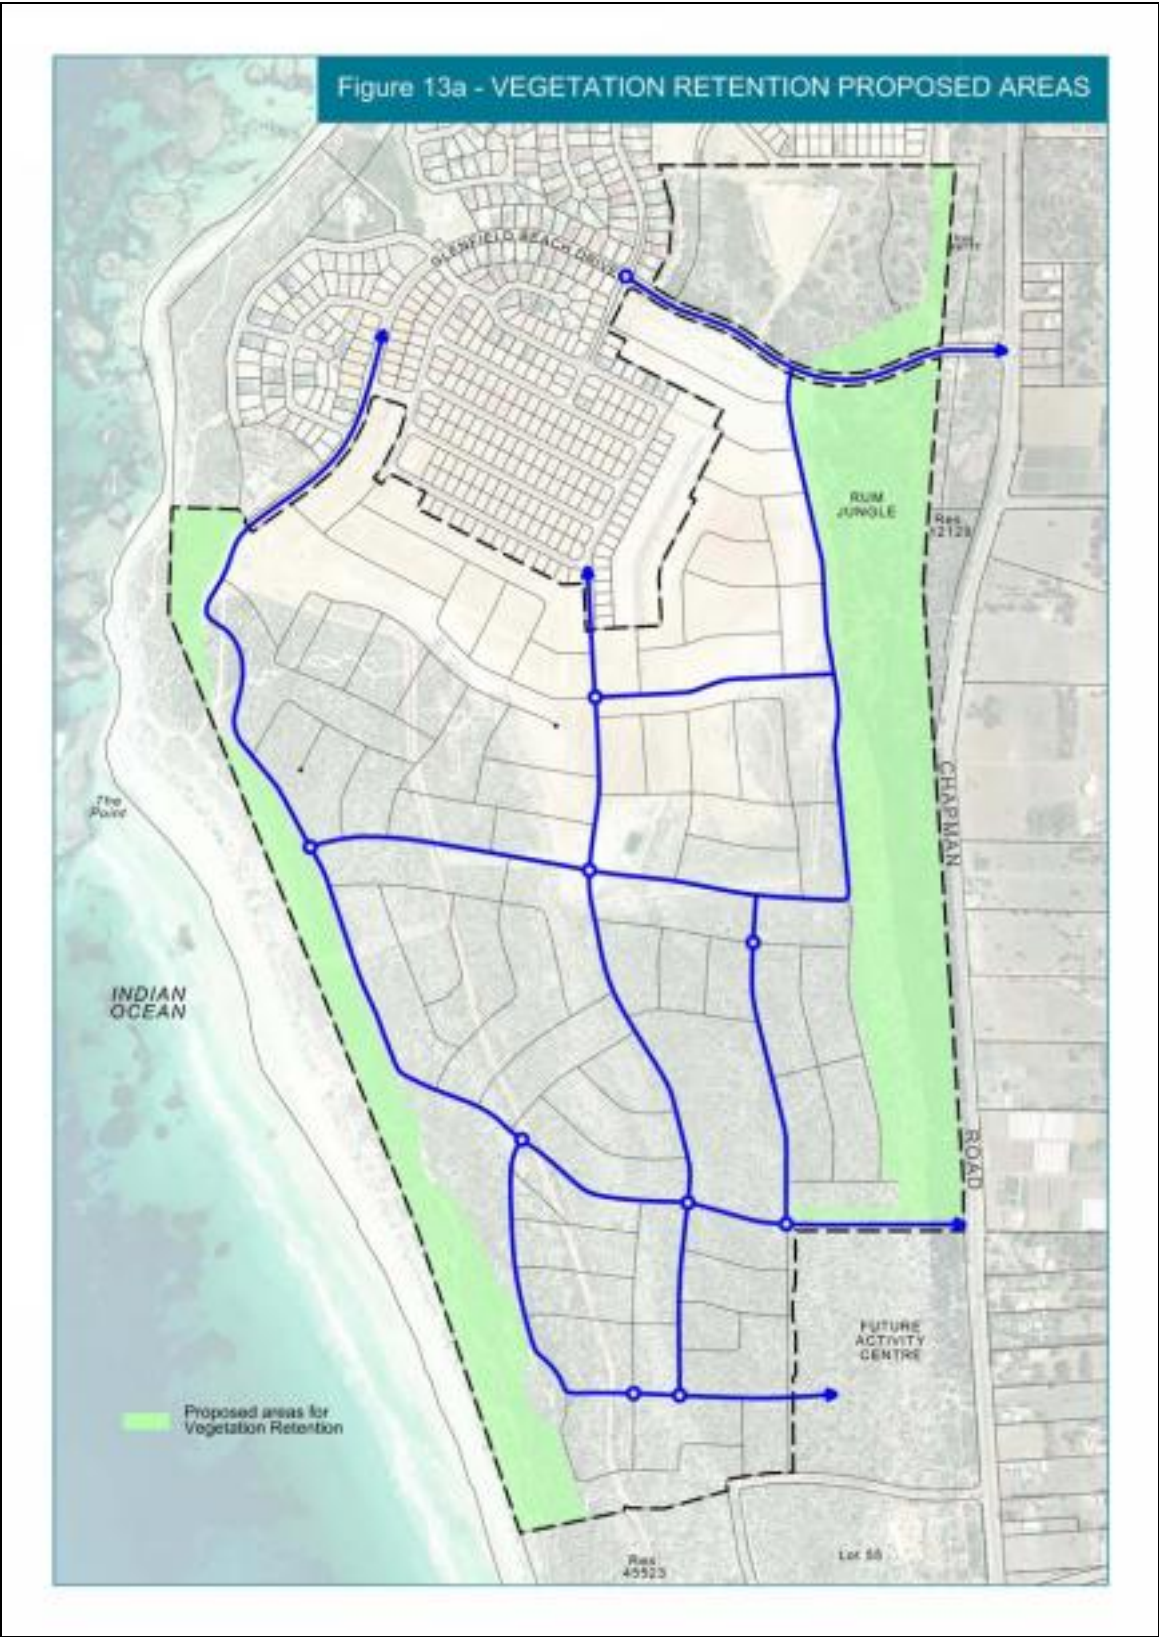 Figure 13a - VEGETATION RETENTION PROPOSED AREAS
GLENFIELD BEACH DRIVE
RUM
JUNGLE
Res
12129
CHAPMAN
The
Point
INDIAN
OCEAN
ROAD
FUTURE
ACTIVITY
CENTRE
Proposed areas for
Vegetation Retention
Res
45523
Lot 55